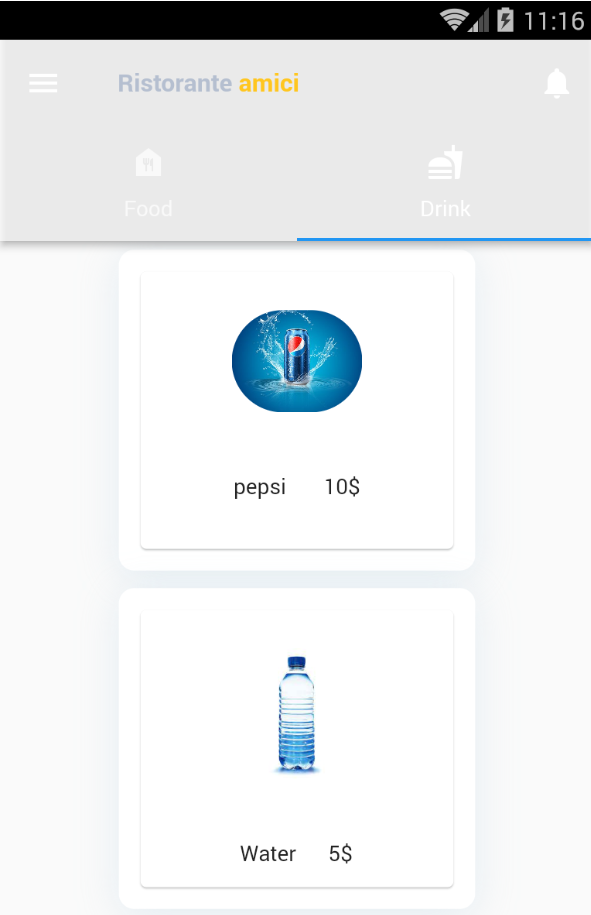 11:16
Ristorante amici
Food
Drink
pepsi 10$
Water 5$